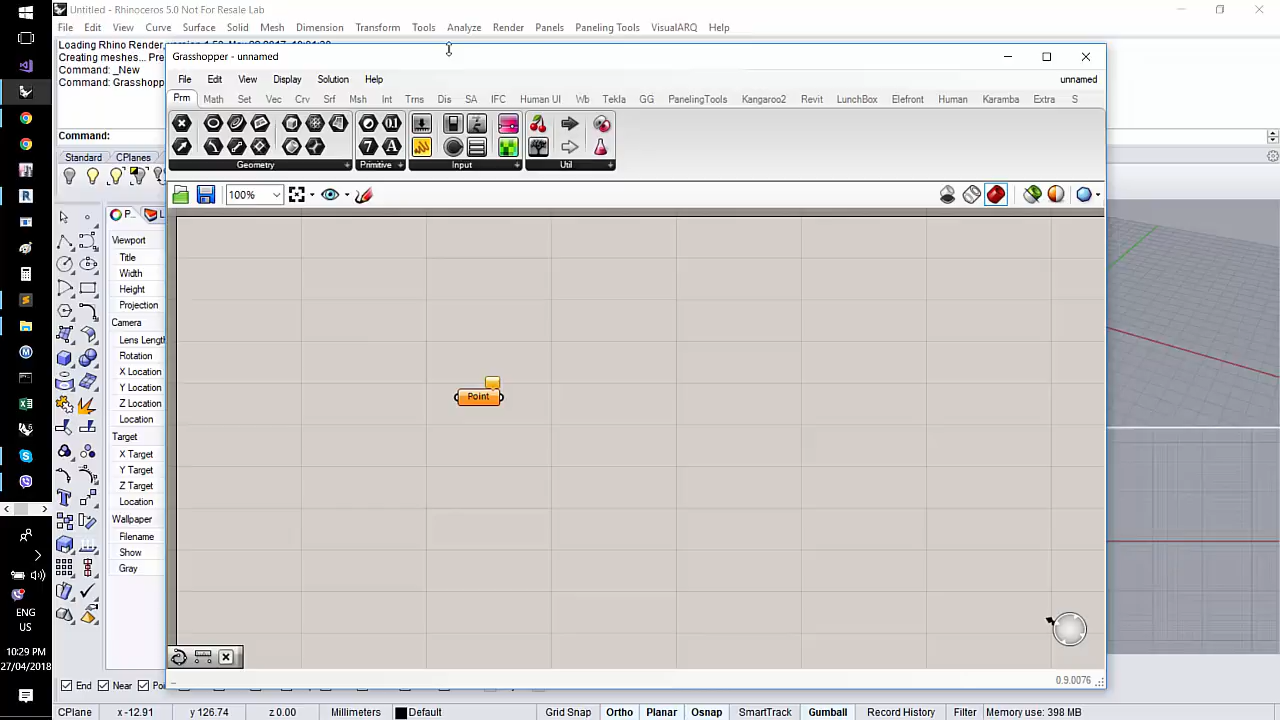 Untitled - Rhinoceros 5.0 Not For Resale Lab
File Edit View Curve Surface Solid Mesh Dimension Transform Tools Analyze Render Panels Paneling Tools VisualARQ Help
Creating meshes... Pre
Command: _New
Command: Grasshopp
Command:
Standard CPlanes
Grasshopper - unnamed
File Edit View Display Solution Help unnamed
Prm Math Set Vec Crv Srf Msh Int Trns Dis SA IFC Human UI Wb Tekla GG PanelingTools Kangaroo2 Revit LunchBox Elefront Human Karamba Extra S
Geometry Primitive Input Util
100%
P...
Viewport
Title
Width
Height
Projection
Camera
Lens Length
Rotation
X Location
Y Location
Z Location
Location
Target
X Target
Y Target
Z Target
Location
Wallpaper
Filename
Show
Gray
Point
0.9.0076
ENG
US
10:29 PM
27/04/2018
End Near Po
CPlane x -12.91 y 126.74 z 0.00 Millimeters Default Grid Snap Ortho Planar Osnap SmartTrack Gumball Record History Filter Memory use: 398 MB